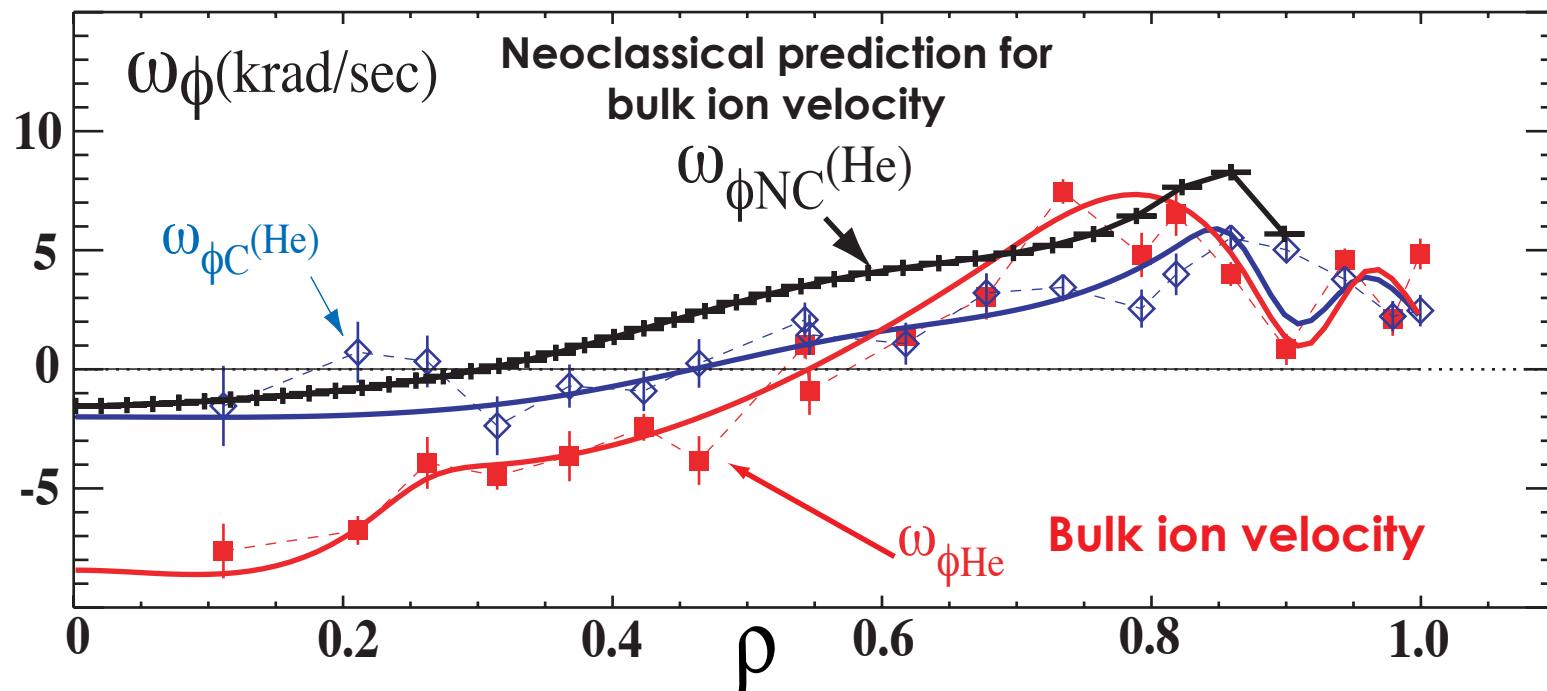 ωϕ(krad/sec)
Neoclassical prediction for
bulk ion velocity
ωϕNC(He)
ωϕC(He)
ωϕHe
Bulk ion velocity
10
5
0
-5
0 0.2 0.4 0.6 0.8 1.0
ρ